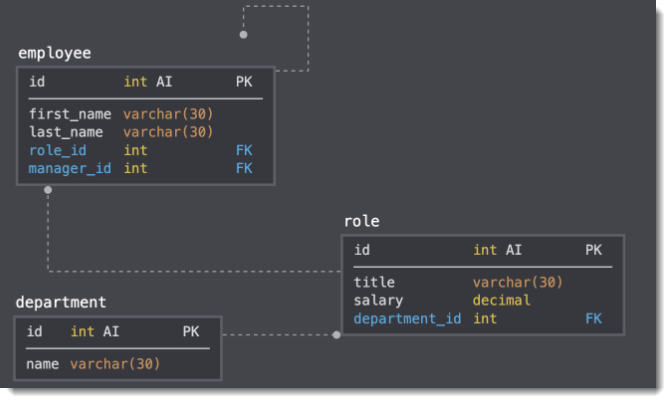 employee
id int AI PK
first_name varchar(30)
last_name varchar(30)
role_id int FK
manager_id int FK
role
id int AI PK
title varchar(30)
salary decimal
department_id int FK
department
id int AI PK
name varchar(30)